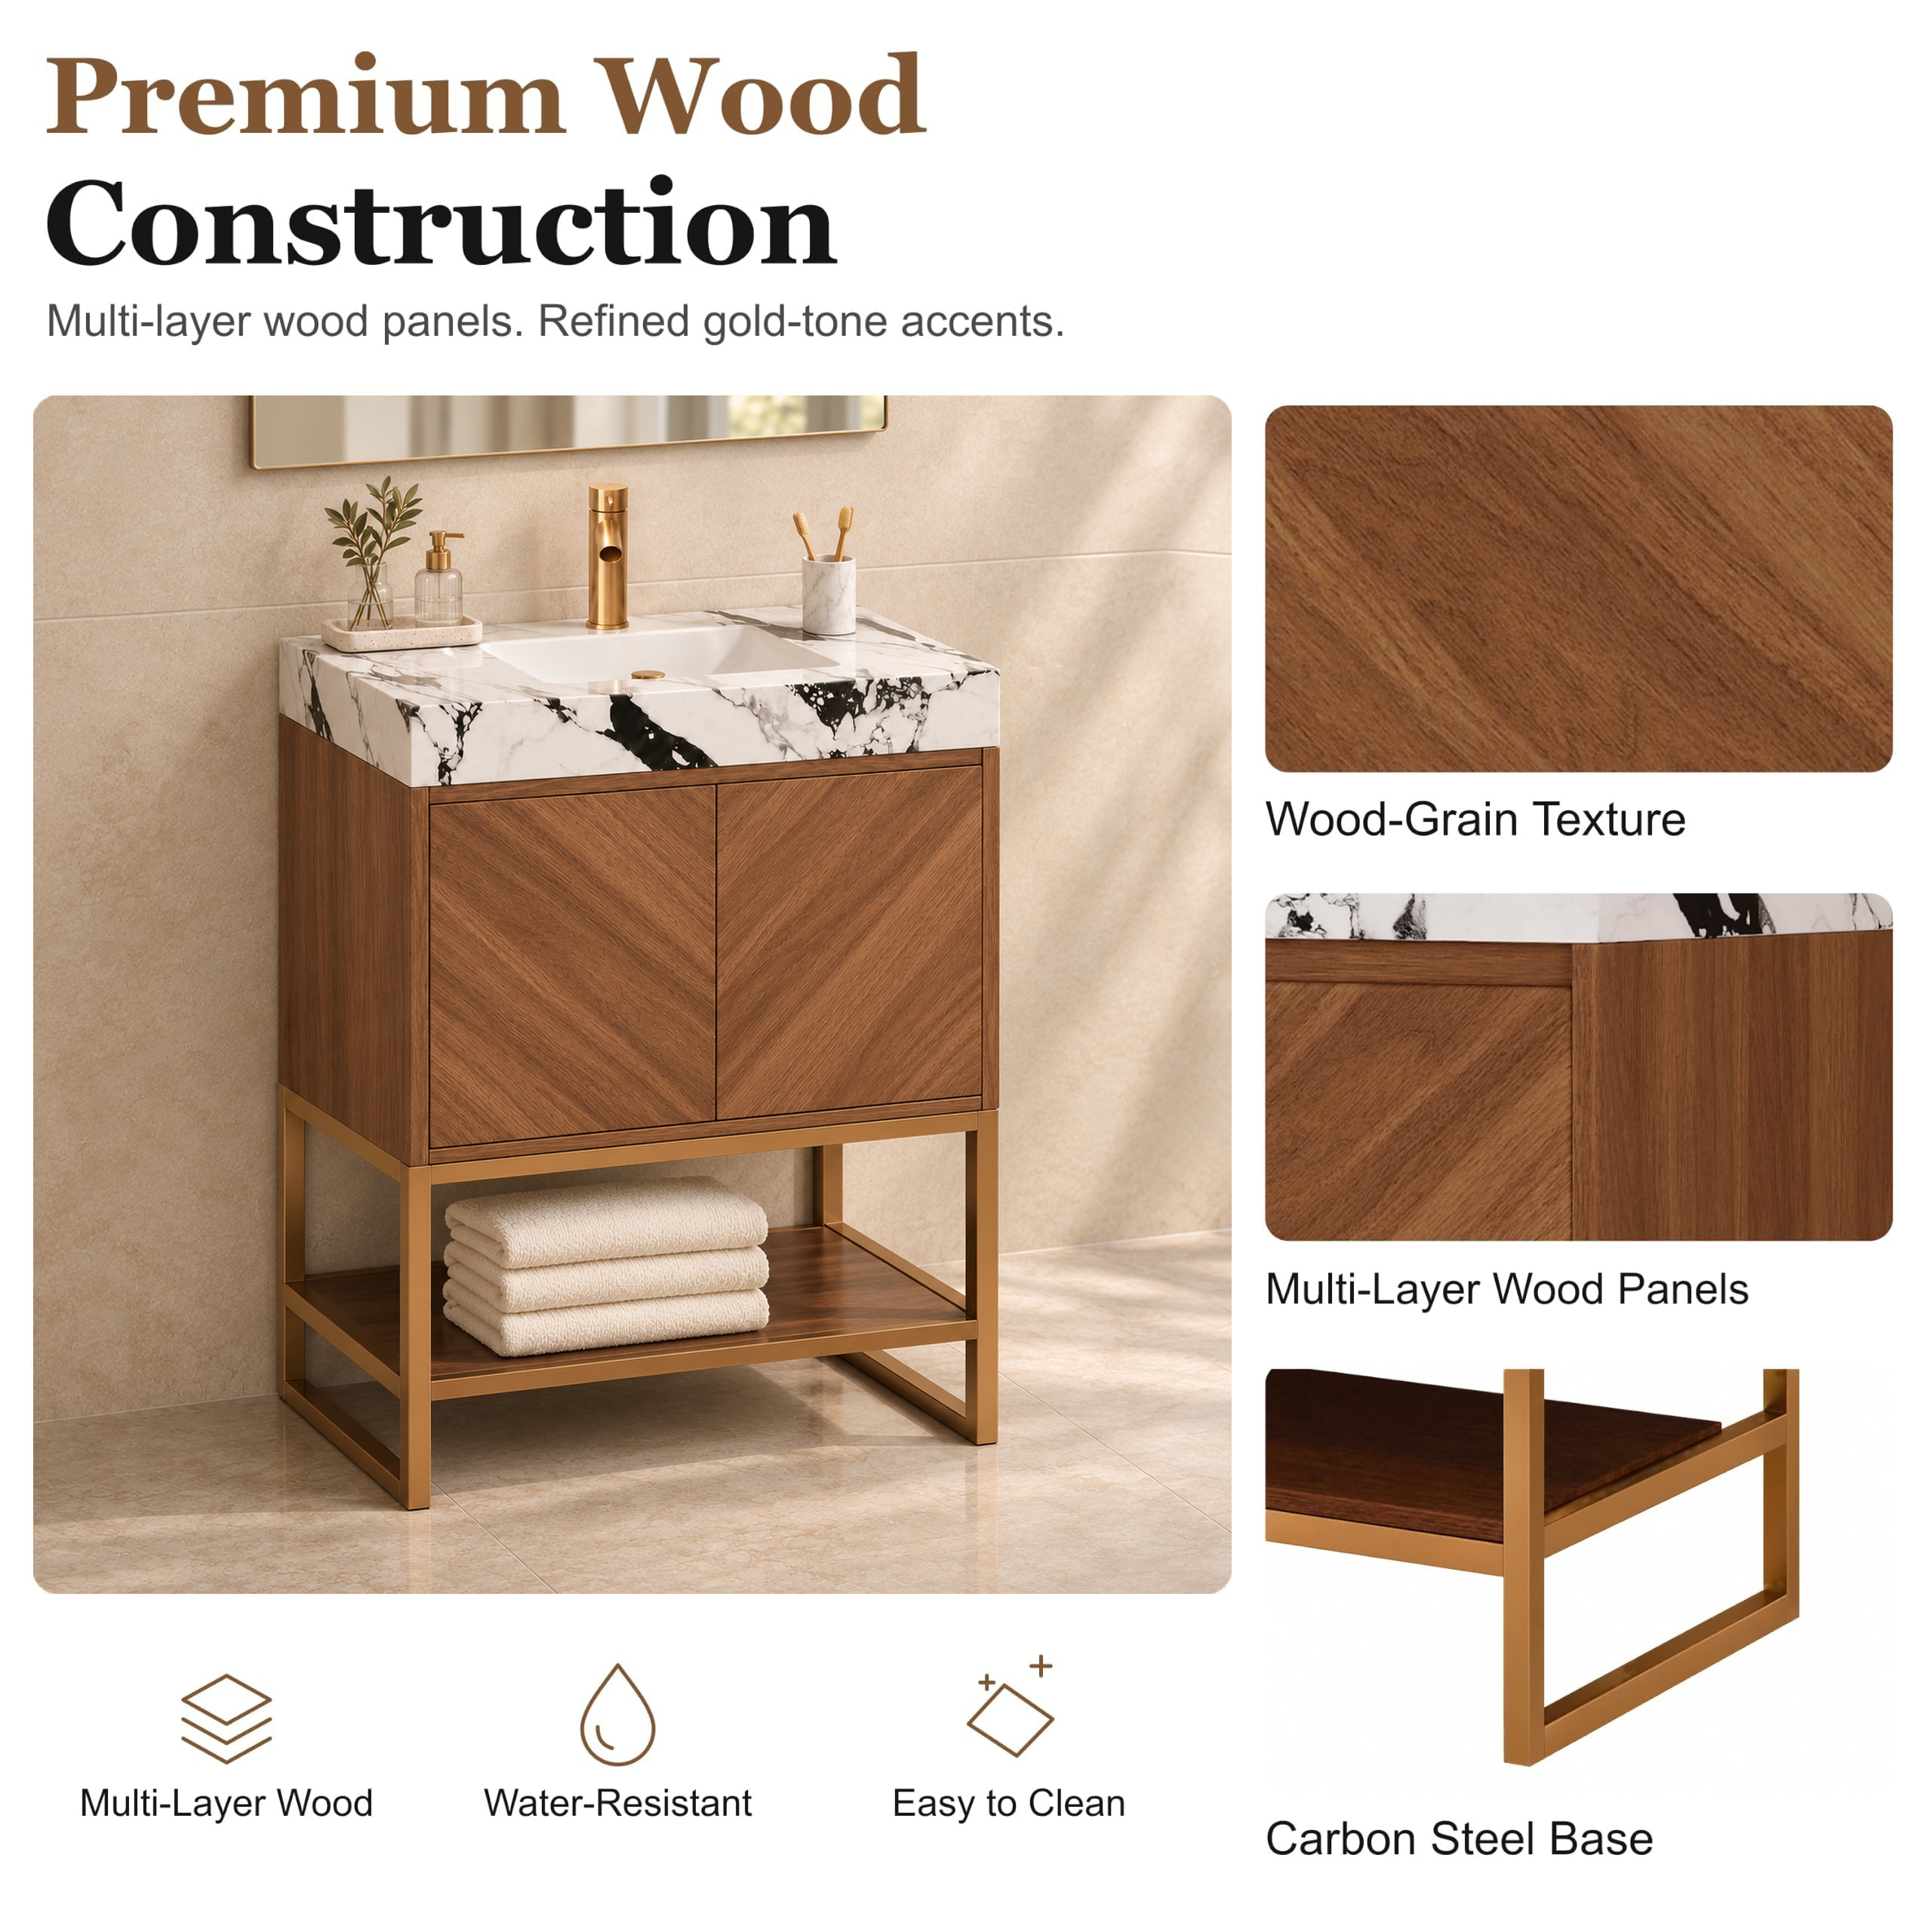 Premium Wood
Construction
Multi-layer wood panels. Refined gold-tone accents.
Wood-Grain Texture
Multi-Layer Wood Panels
Carbon Steel Base
Multi-Layer Wood
Water-Resistant
Easy to Clean